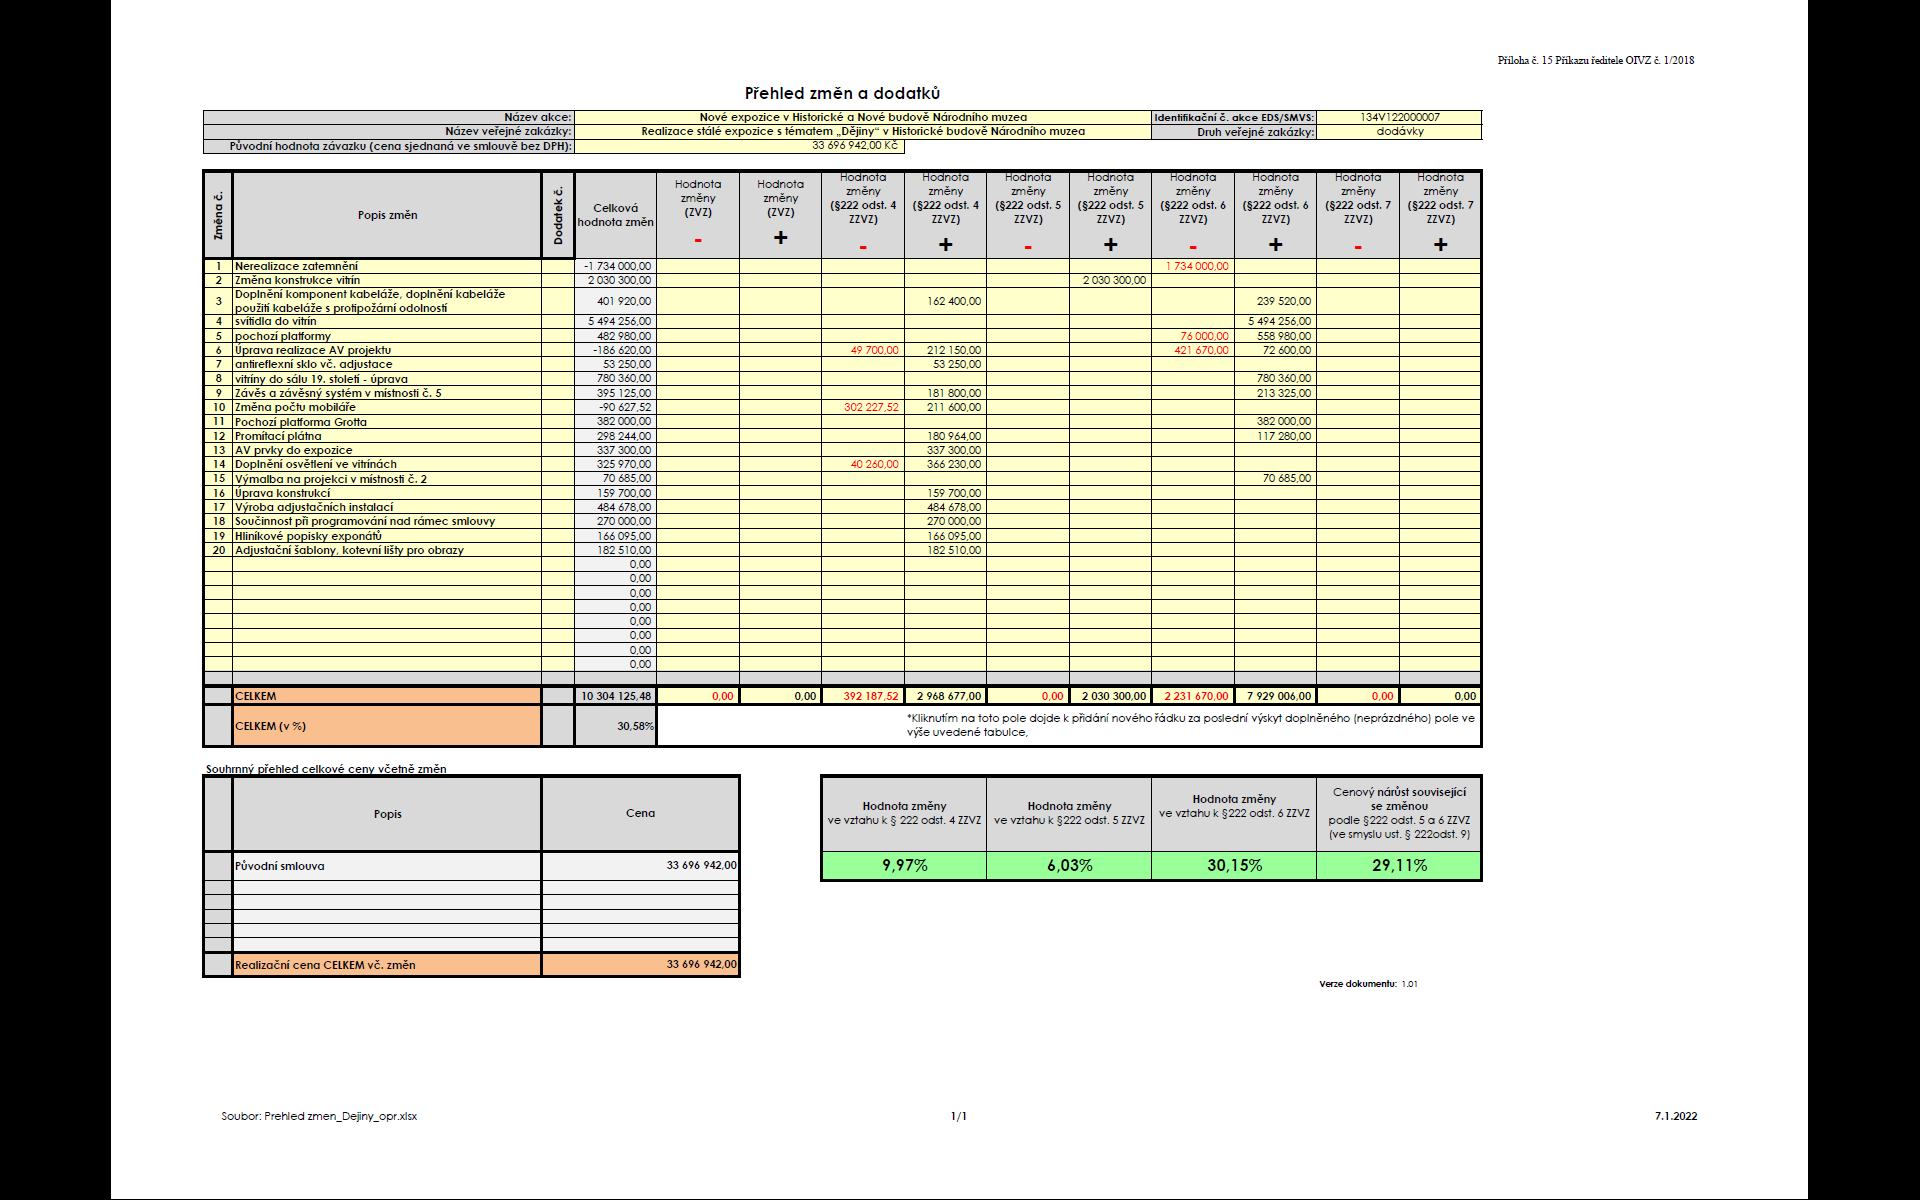 Příloha č. 15 Příkazu ředitele OIVZ č. 1/2018
Přehled změn a dodatků
Název akce: Nové expozice v Historické a Nové budově Národního muzea Identifikační č. akce EDS/SMVS: 134V122000007
Název veřejné zakázky: Realizace stálé expozice s tématem „Dějiny“ v Historické budově Národního muzea Druh veřejné zakázky: dodávky
Původní hodnota závazku (cena sjednaná ve smlouvě bez DPH): 33 696 942,00 Kč
Změna č.
Popis změn
Dodatek č.
Celková
hodnota změn
Hodnota
změny
(ZVZ)
-
Hodnota
změny
(ZVZ)
+
Hodnota
změny
(§222 odst. 4
ZZVZ)
-
Hodnota
změny
(§222 odst. 4
ZZVZ)
+
Hodnota
změny
(§222 odst. 5
ZZVZ)
-
Hodnota
změny
(§222 odst. 5
ZZVZ)
+
Hodnota
změny
(§222 odst. 6
ZZVZ)
-
Hodnota
změny
(§222 odst. 6
ZZVZ)
+
Hodnota
změny
(§222 odst. 7
ZZVZ)
-
Hodnota
změny
(§222 odst. 7
ZZVZ)
+
1 Nerealizace zatemnění -1 734 000,00 1 734 000,00
2 Změna konstrukce vitrín 2 030 300,00 2 030 300,00
3 Doplnění komponent kabeláže, doplnění kabeláže
použití kabeláže s protipožární odolností 401 920,00 162 400,00 239 520,00
4 svítidla do vitrín 5 494 256,00 5 494 256,00
5 pochozí platformy 482 980,00 76 000,00 558 980,00
6 Úprava realizace AV projektu -186 620,00 49 700,00 212 150,00 421 670,00 72 600,00
7 antireflexní sklo vč. adjustace 53 250,00 53 250,00
8 vitríny do sálu 19. století - úprava 780 360,00 780 360,00
9 Závěs a závěsný systém v místnosti č. 5 395 125,00 181 800,00 213 325,00
10 Změna počtu mobiláře -90 627,52 302 227,52 211 600,00
11 Pochozí platforma Grotta 382 000,00 382 000,00
12 Promítací plátna 298 244,00 180 964,00 117 280,00
13 AV prvky do expozice 337 300,00 337 300,00
14 Doplnění osvětlení ve vitrínách 325 970,00 40 260,00 366 230,00
15 Výmalba na projekci v místnosti č. 2 70 685,00 70 685,00
16 Úprava konstrukcí 159 700,00 159 700,00
17 Výroba adjustačních instalací 484 678,00 484 678,00
18 Součinnost při programování nad rámec smlouvy 270 000,00 270 000,00
19 Hliníkové popisky exponátů 166 095,00 166 095,00
20 Adjustační šablony, kotevní lišty pro obrazy 182 510,00 182 510,00
0,00
0,00
0,00
0,00
0,00
0,00
0,00
0,00
CELKEM 10 304 125,48 0,00 0,00 392 187,52 2 968 677,00 0,00 2 030 300,00 2 231 670,00 7 929 006,00 0,00 0,00
CELKEM (v %) 30,58%
*Kliknutím na toto pole dojde k přidání nového řádku za poslední výskyt doplněného (neprázdného) pole ve
výše uvedené tabulce,
Souhrnný přehled celkové ceny včetně změn
Popis Cena
Původní smlouva 33 696 942,00
Realizační cena CELKEM vč. změn 33 696 942,00
Hodnota změny
ve vztahu k § 222 odst. 4 ZZVZ
9,97%
Hodnota změny
ve vztahu k §222 odst. 5 ZZVZ
6,03%
Hodnota změny
ve vztahu k §222 odst. 6 ZZVZ
30,15%
Cenový nárůst související
se změnou
podle §222 odst. 5 a 6 ZZVZ
(ve smyslu ust. § 222odst. 9)
29,11%
Verze dokumentu: 1.01
Soubor: Prehled zmen_Dejiny_opr.xlsx 1/1 7.1.2022